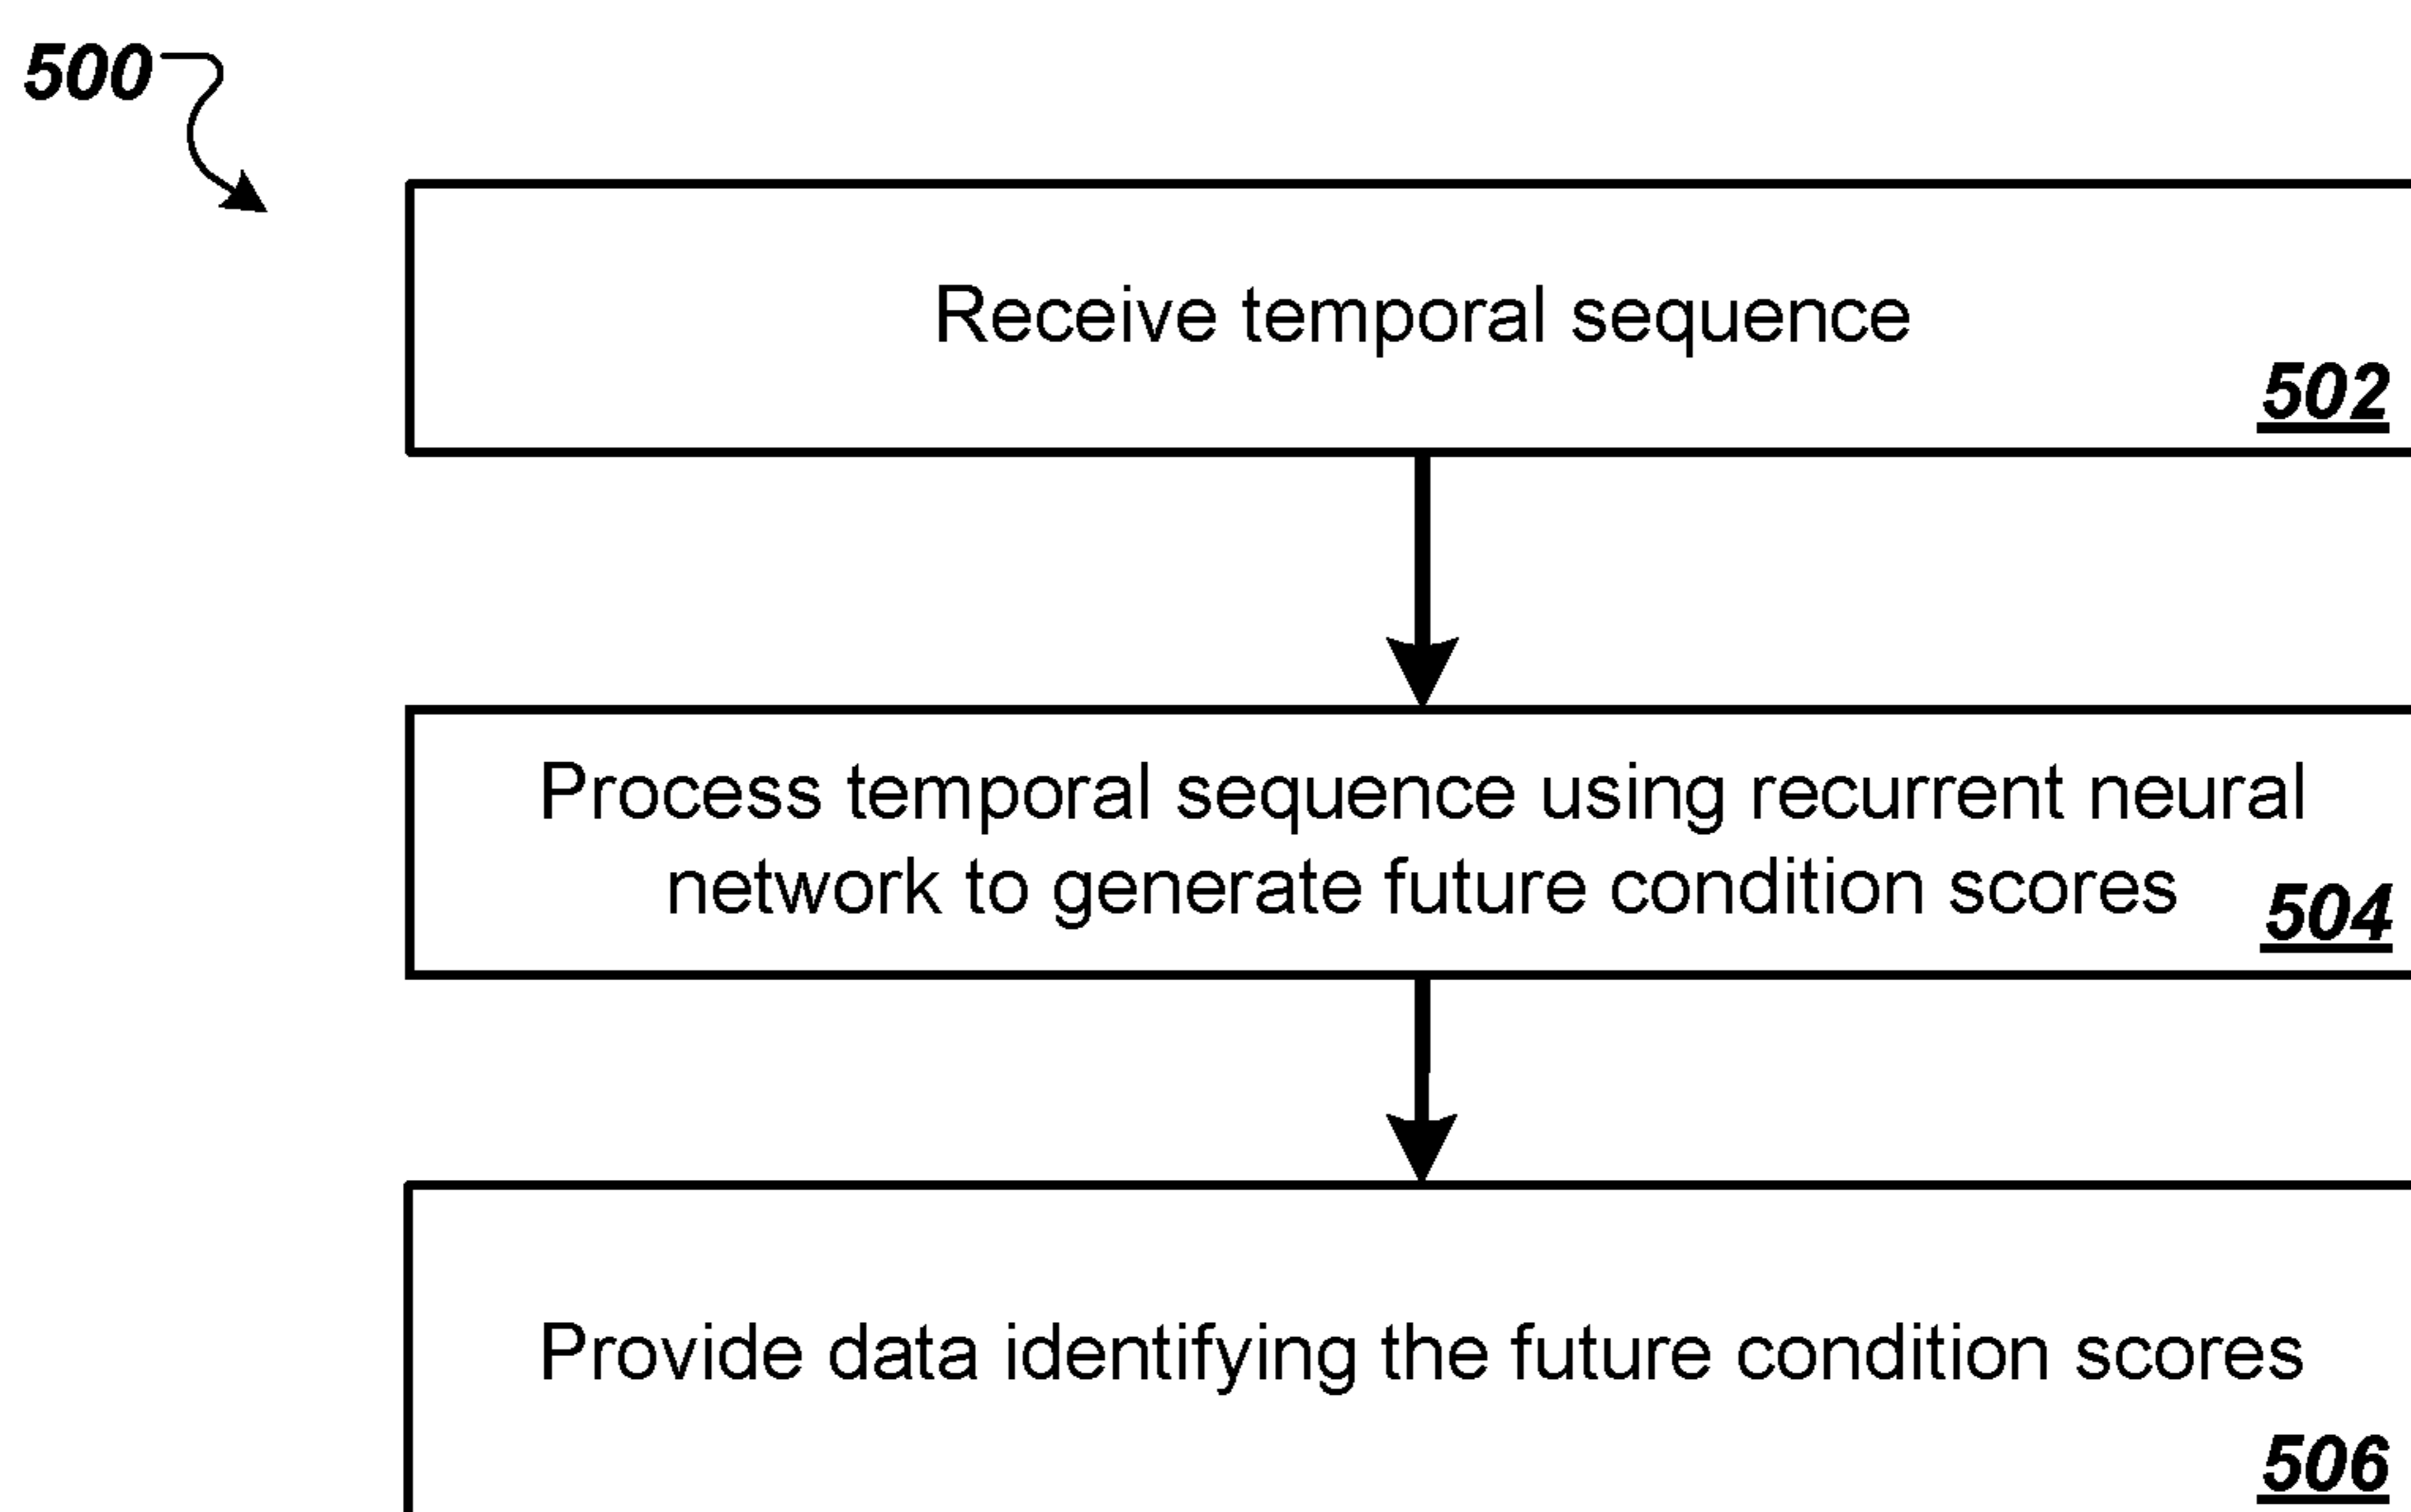 500
Receive temporal sequence
502
Process temporal sequence using recurrent neural
network to generate future condition scores
504
Provide data identifying the future condition scores
506